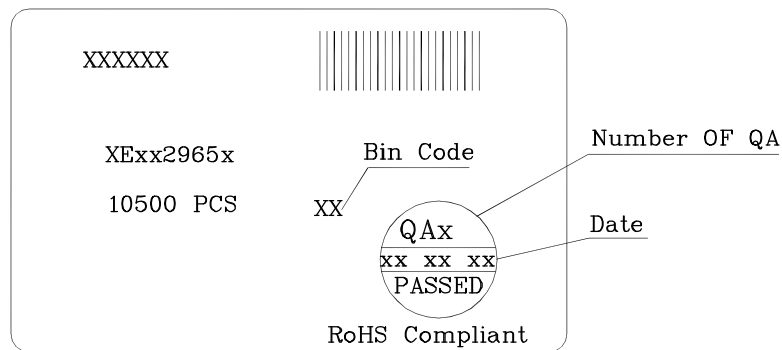 XXXXXX
Number OF QA
XExx2965x
Bin Code
10500 PCS
XX
QAx
Date
xx xx xx
PASSED
RoHS Compliant